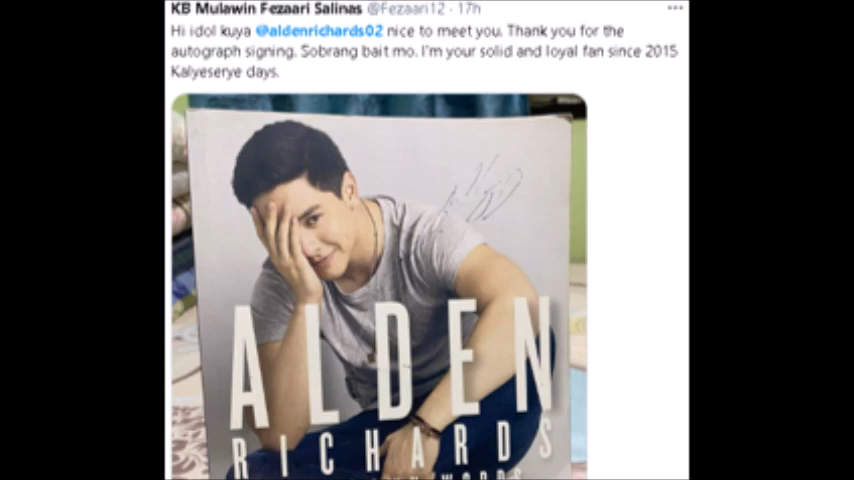 KB Mulawin Fezaari Salinas @Fezaari12 · 17h
Hi idol kuya @aldenrichards02 nice to meet you. Thank you for the
autograph signing. Sobrang bait mo. I'm your solid and loyal fan since 2015
Kalyeserye days.
ALDEN
RICHARDS